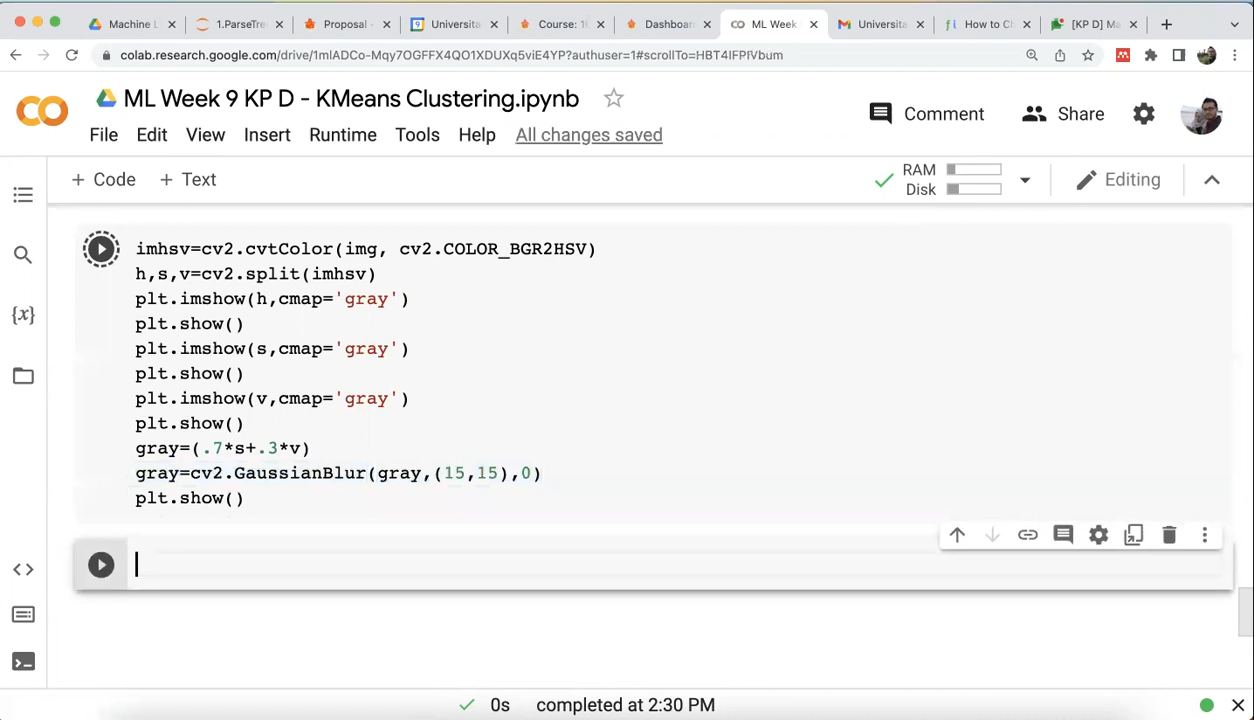 Machine L
1.ParseTre
Proposal -
Universita
Course: 1
Dashboa
ML Week
Universita
How to C
[KP D] M
colab.research.google.com/drive/1mIADCo-Mqy7OGFFX4QO1XDUXq5viE4YP?authuser=1#scrollTo=HBT4IFPIVbum
ML Week 9 KP D - KMeans Clustering.ipynb
Comment
Share
File Edit View Insert Runtime Tools Help All changes saved
+ Code + Text
RAM
Disk
Editing
{x}
imhsv=cv2.cvtColor(img, cv2.COLOR_BGR2HSV)
h,s,v=cv2.split(imhsv)
plt.imshow(h,cmap='gray')
plt.show()
plt.imshow(s,cmap='gray')
plt.show()
plt.imshow(v,cmap='gray')
plt.show()
gray=(.7*s+.3*v)
gray=cv2.GaussianBlur(gray,(15,15),0)
plt.show()
0s completed at 2:30 PM